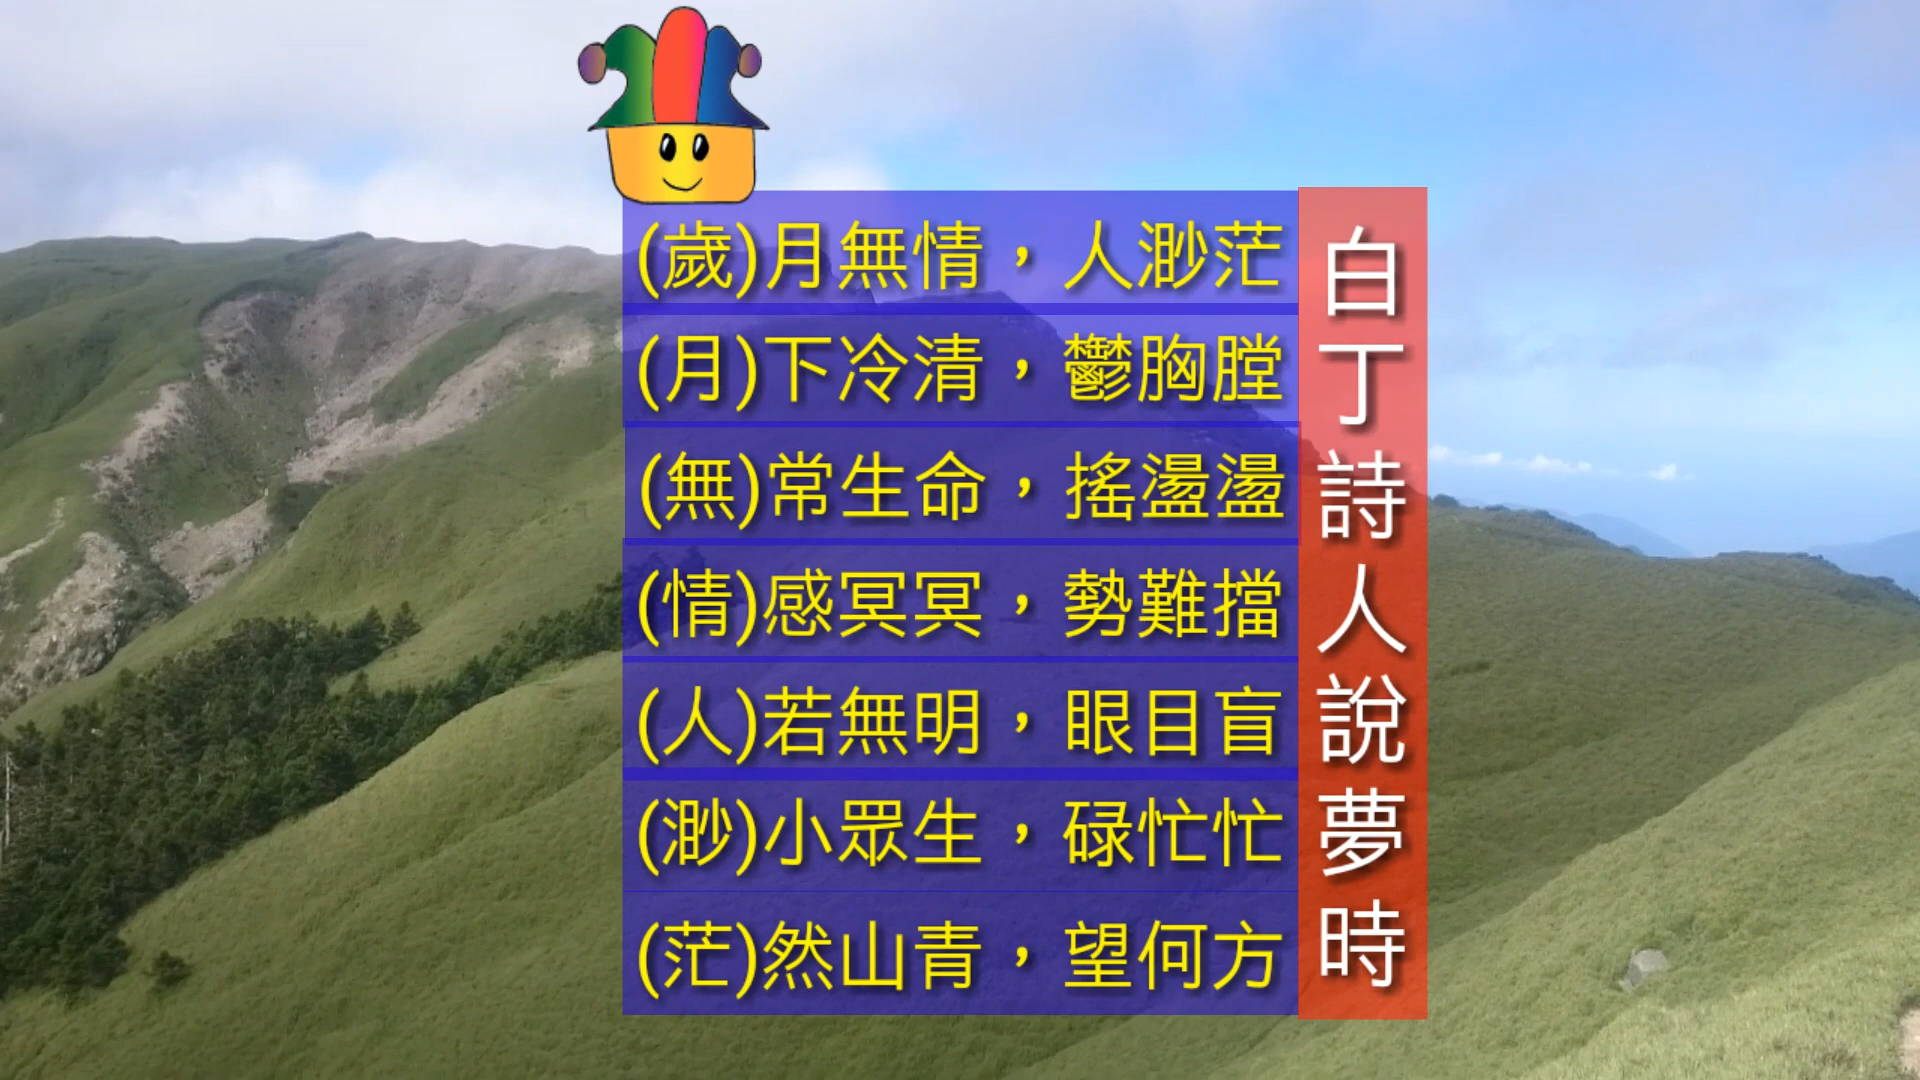 (歲)月無情，人渺茫
(月)下冷清，鬱胸膛
(無)常生命，搖盪盪
(情)感冥冥，勢難擋
(人)若無明，眼目盲
(渺)小眾生，碌忙忙
(茫)然山青，望何方
白丁詩人說夢時